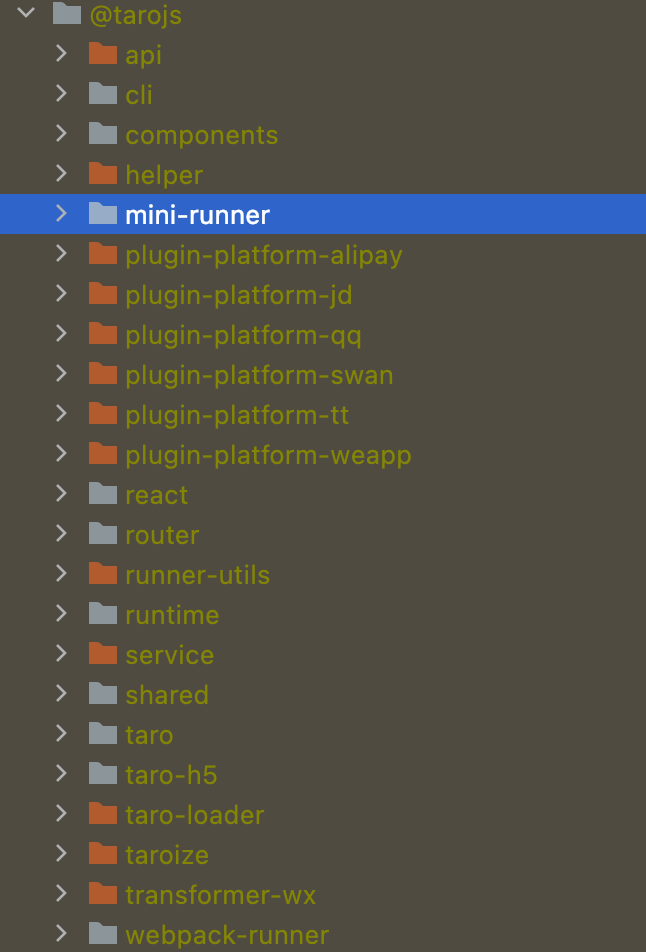 @tarojs
api
cli
components
helper
mini-runner
plugin-platform-alipay
plugin-platform-jd
plugin-platform-qq
plugin-platform-swan
plugin-platform-tt
plugin-platform-weapp
react
router
runner-utils
runtime
service
shared
taro
taro-h5
taro-loader
taroize
transformer-wx
webpack-runner